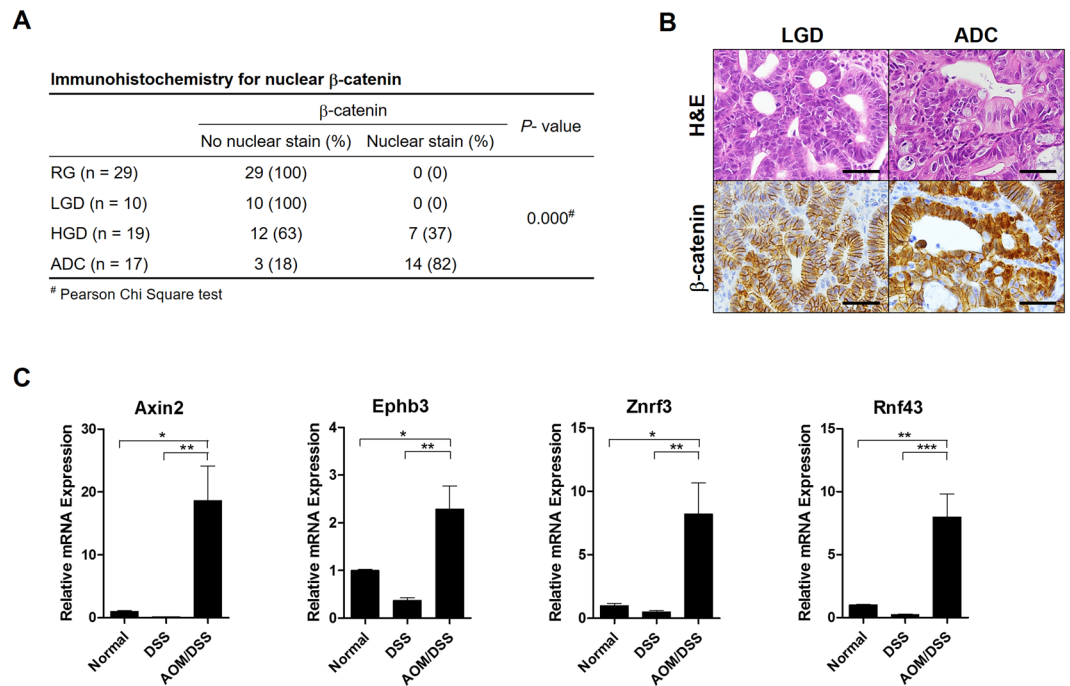 A
Immunohistochemistry for nuclear β-catenin
β-catenin
P- value
No nuclear stain (%) Nuclear stain (%)
RG (n = 29) 29 (100) 0 (0)
LGD (n = 10) 10 (100) 0 (0)
0.000#
HGD (n = 19) 12 (63) 7 (37)
ADC (n = 17) 3 (18) 14 (82)
# Pearson Chi Square test
B
LGD ADC
H&E
β-catenin
C
Axin2
Relative mRNA Expression
30
20
10
0
*
**
Normal DSS AOM/DSS
Ephb3
Relative mRNA Expression
4
3
2
1
0
*
**
Normal DSS AOM/DSS
Znrf3
Relative mRNA Expression
15
10
5
0
*
**
Normal DSS AOM/DSS
Rnf43
Relative mRNA Expression
15
10
5
0
**
***
Normal DSS AOM/DSS